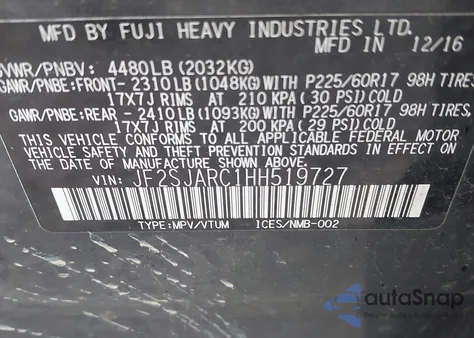 MFD BY FUJI HEAVY INDUSTRIES LTD.
MFD.IN 12/16
GVWR/PNBV: 4480LB(2032KG)
GAWR/PNBE:FRONT-2310LB(1048KG)WITH P225/60R17 98H TIRES,
17X7J RIMS AT 210 KPA(30 PSI)COLD
GAWR/PNBE:REAR -2410LB(1093KG)WITH P225/60R17 98H TIRES,
17X7J RIMS AT 200 KPA(29 PSI)COLD
THIS VEHICLE CONFORMS TO ALL APPLICABLE FEDERAL MOTOR
VEHICLE SAFETY AND THEFT PREVENTION STANDARDS IN EFFECT ON
THE DATE OF MANUFACTURE SHOWN ABOVE.
VIN: JF2SJARC1HH519727
TYPE:MPV/VTUM ICES/NMB-002
autoSnap